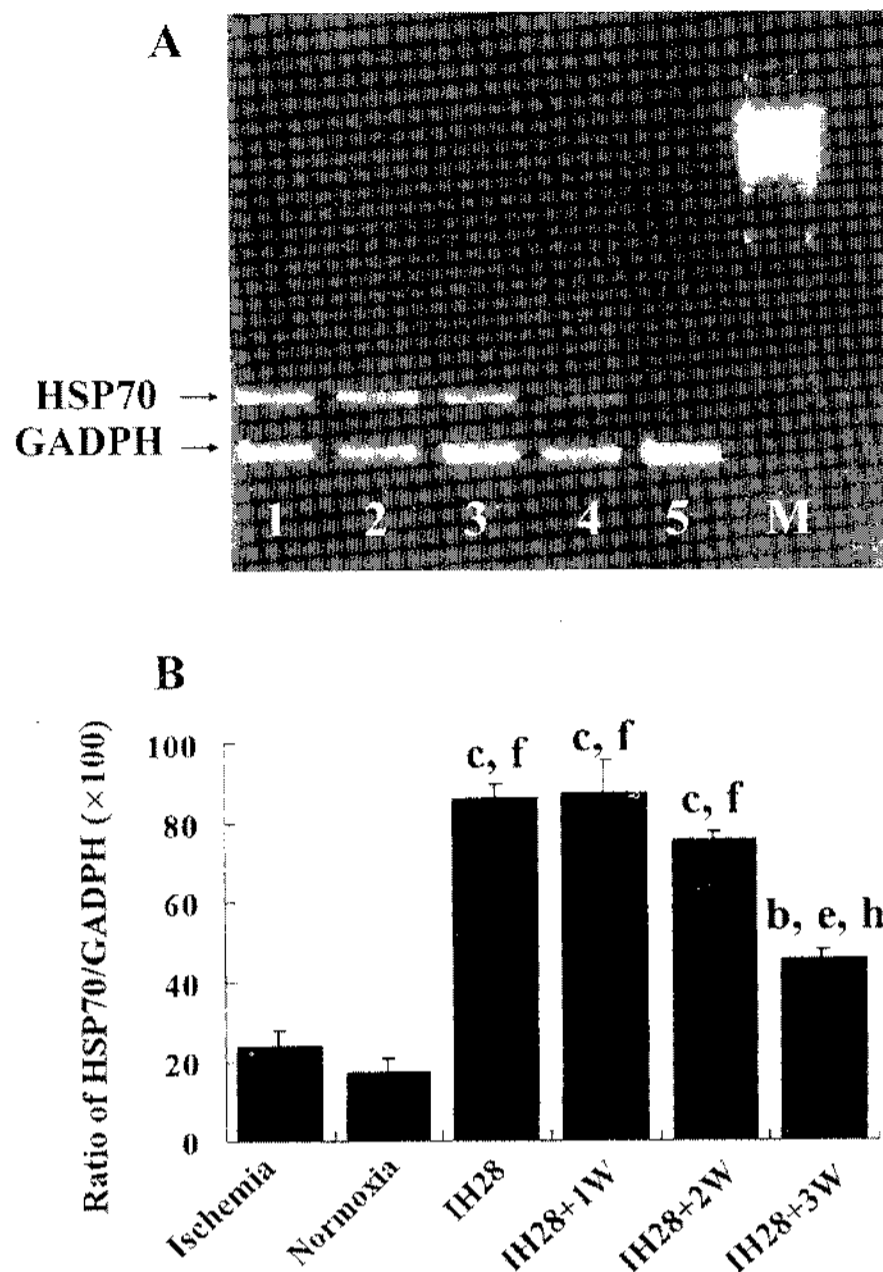 A
HSP70 →
GADPH →
1 2 3 4 5 M
B
Ratio of HSP70/GADPH (×100)
100
80
60
40
20
0
c, f
c, f
c, f
b, e, h
Ischemia
Normoxia
IH28
IH28+1W
IH28+2W
IH28+3W